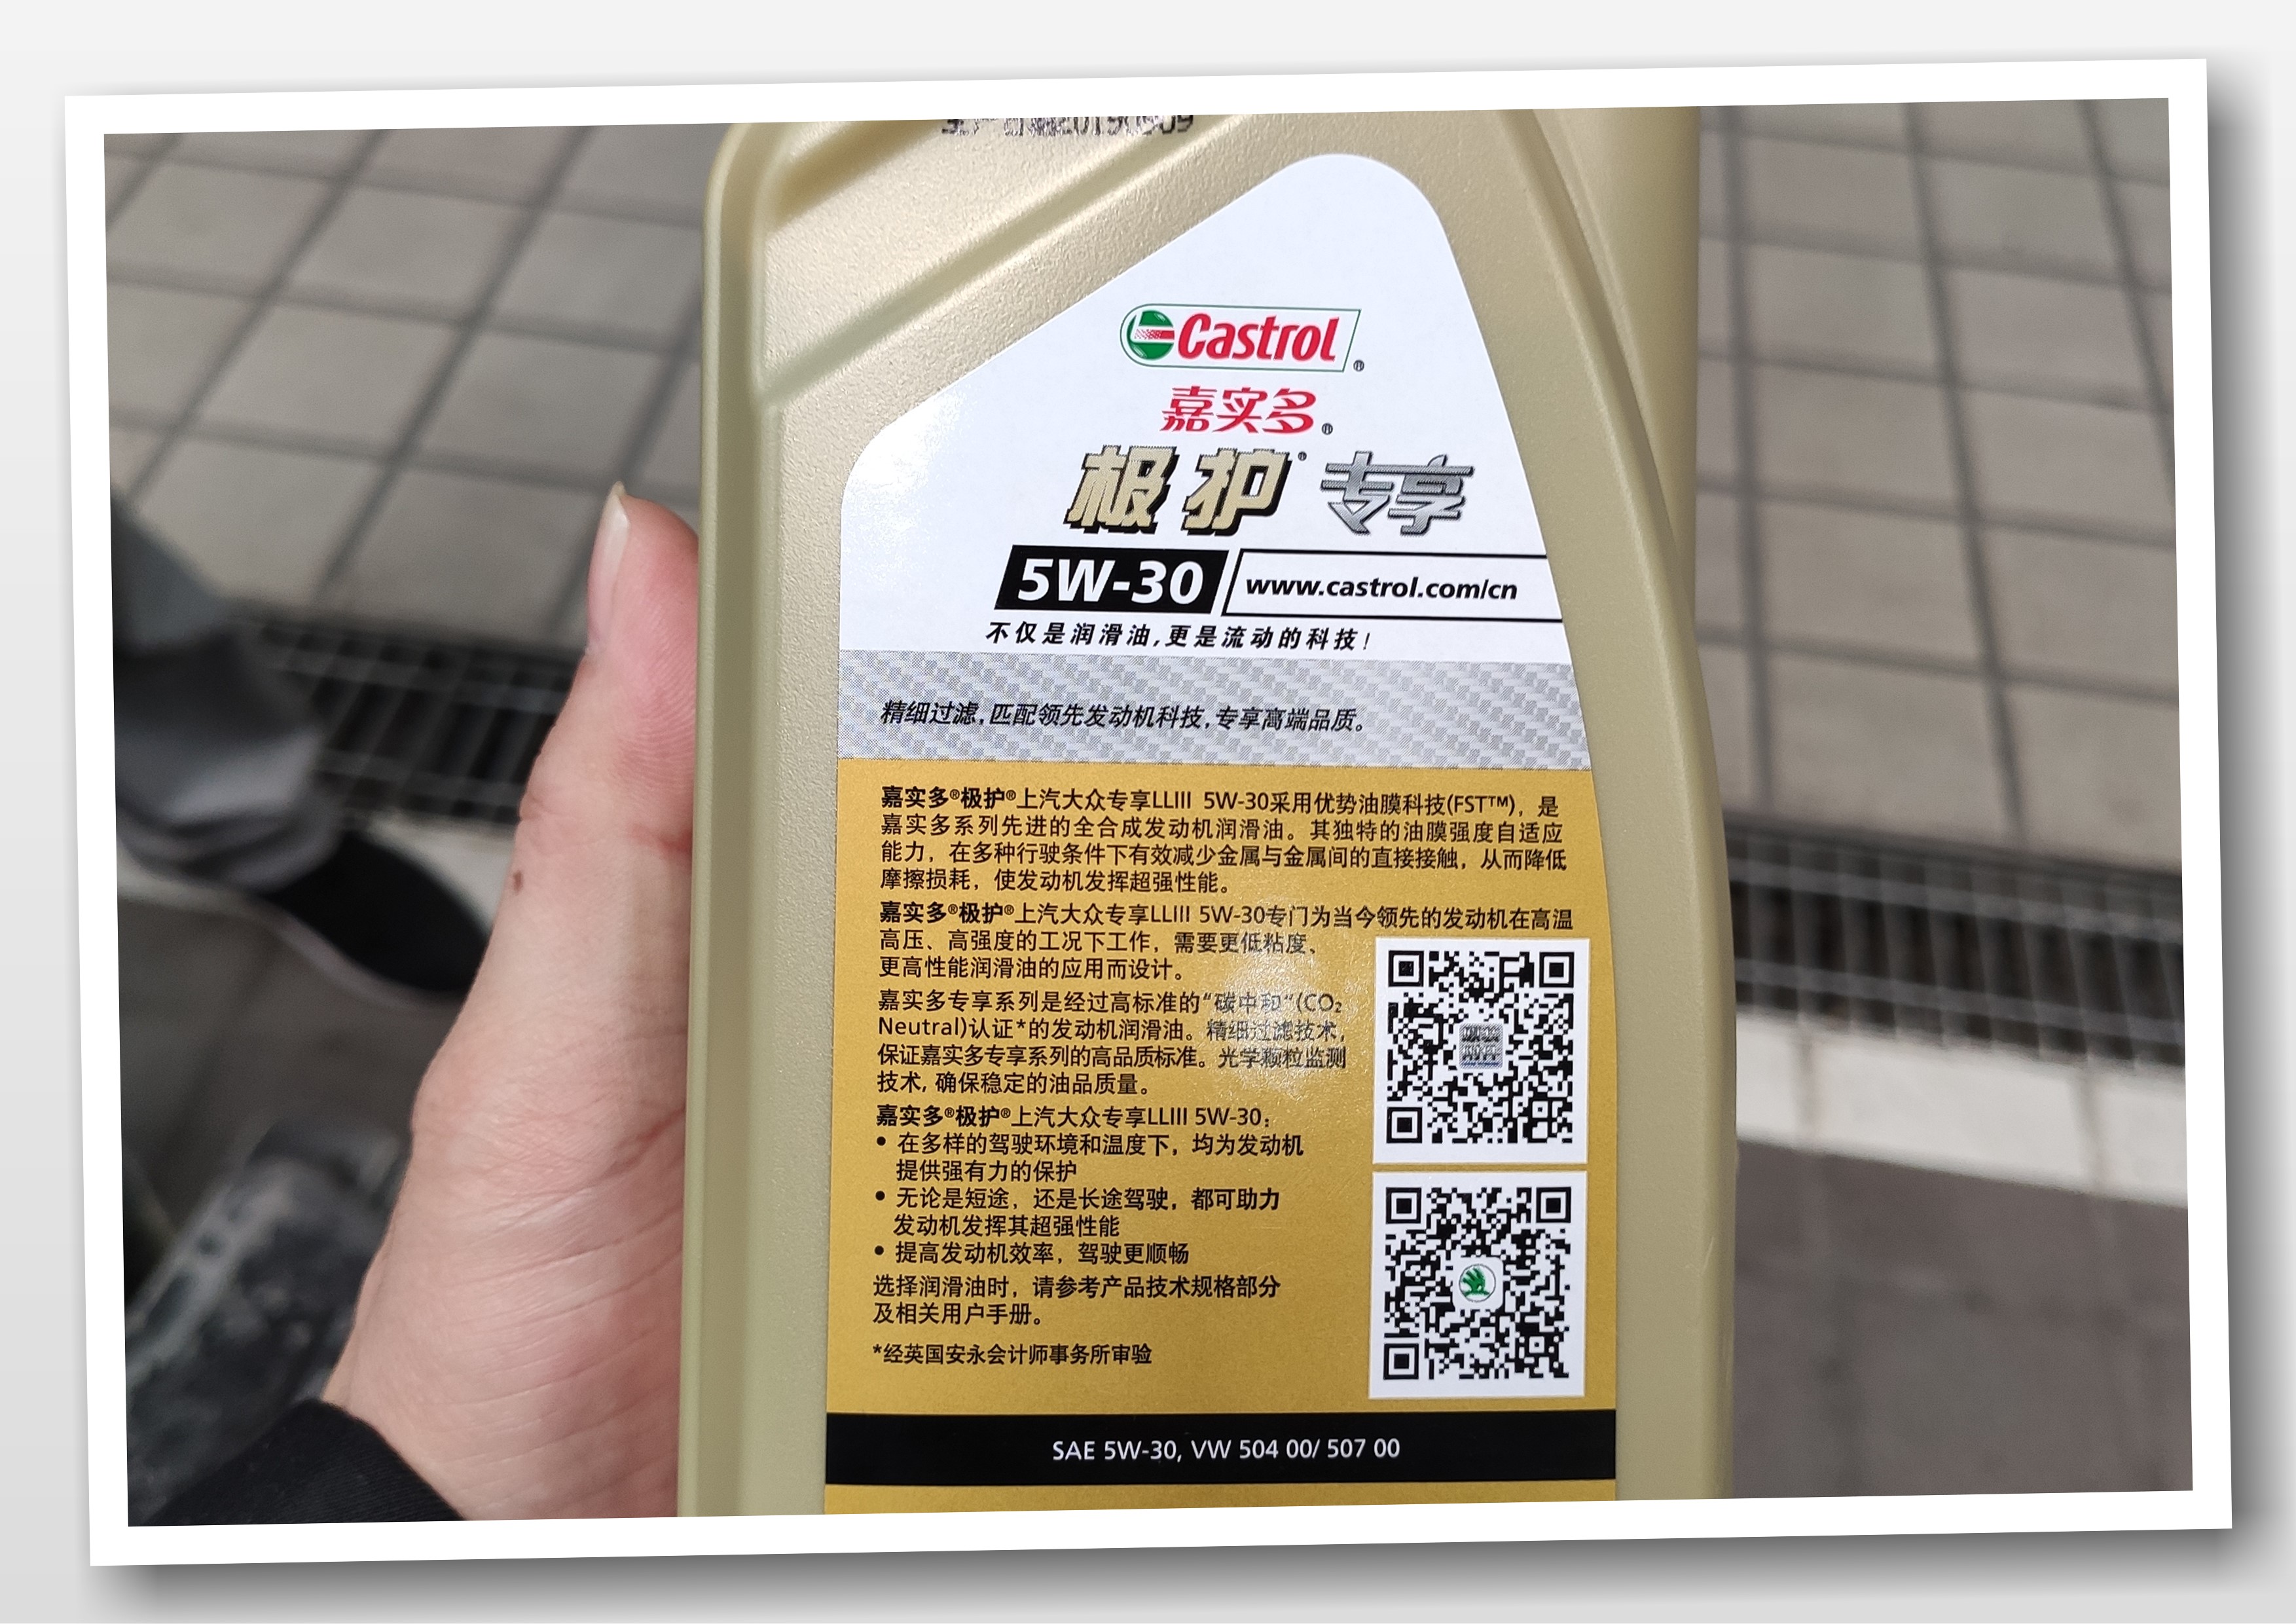 Castrol®
嘉实多®
极护® 专享
5W-30 www.castrol.com/cn
不仅是润滑油,更是流动的科技!
精细过滤,匹配领先发动机科技,专享高端品质。
嘉实多®极护®上汽大众专享LLIII 5W-30采用优势油膜科技(FST™)，是
嘉实多系列先进的全合成发动机润滑油。其独特的油膜强度自适应
能力，在多种行驶条件下有效减少金属与金属间的直接接触，从而降低
摩擦损耗，使发动机发挥超强性能。
嘉实多®极护®上汽大众专享LLIII 5W-30专门为当今领先的发动机在高温
高压、高强度的工况下工作，需要更低粘度、
更高性能润滑油的应用而设计。
嘉实多专享系列是经过高标准的“碳中和”(CO₂
Neutral)认证*的发动机润滑油。精细过滤技术，
保证嘉实多专享系列的高品质标准。光学颗粒监测
技术, 确保稳定的油品质量。
嘉实多®极护®上汽大众专享LLIII 5W-30：
• 在多样的驾驶环境和温度下，均为发动机
提供强有力的保护
• 无论是短途，还是长途驾驶，都可助力
发动机发挥其超强性能
• 提高发动机效率，驾驶更顺畅
选择润滑油时，请参考产品技术规格部分
及相关用户手册。
*经英国安永会计师事务所审验
SAE 5W-30, VW 504 00/ 507 00